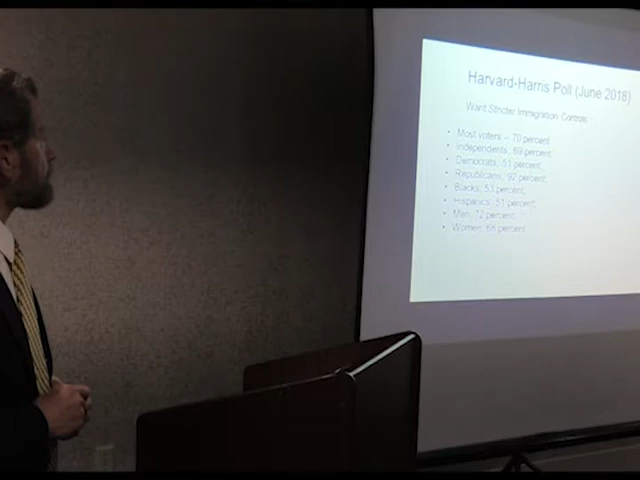 Harvard-Harris Poll (June 2018)
Want Stricter Immigration Controls
• Most voters – 70 percent
• Independents, 69 percent,
• Democrats, 51 percent,
• Republicans, 92 percent,
• Blacks, 53 percent,
• Hispanics, 51 percent,
• Men, 72 percent,
• Women, 68 percent